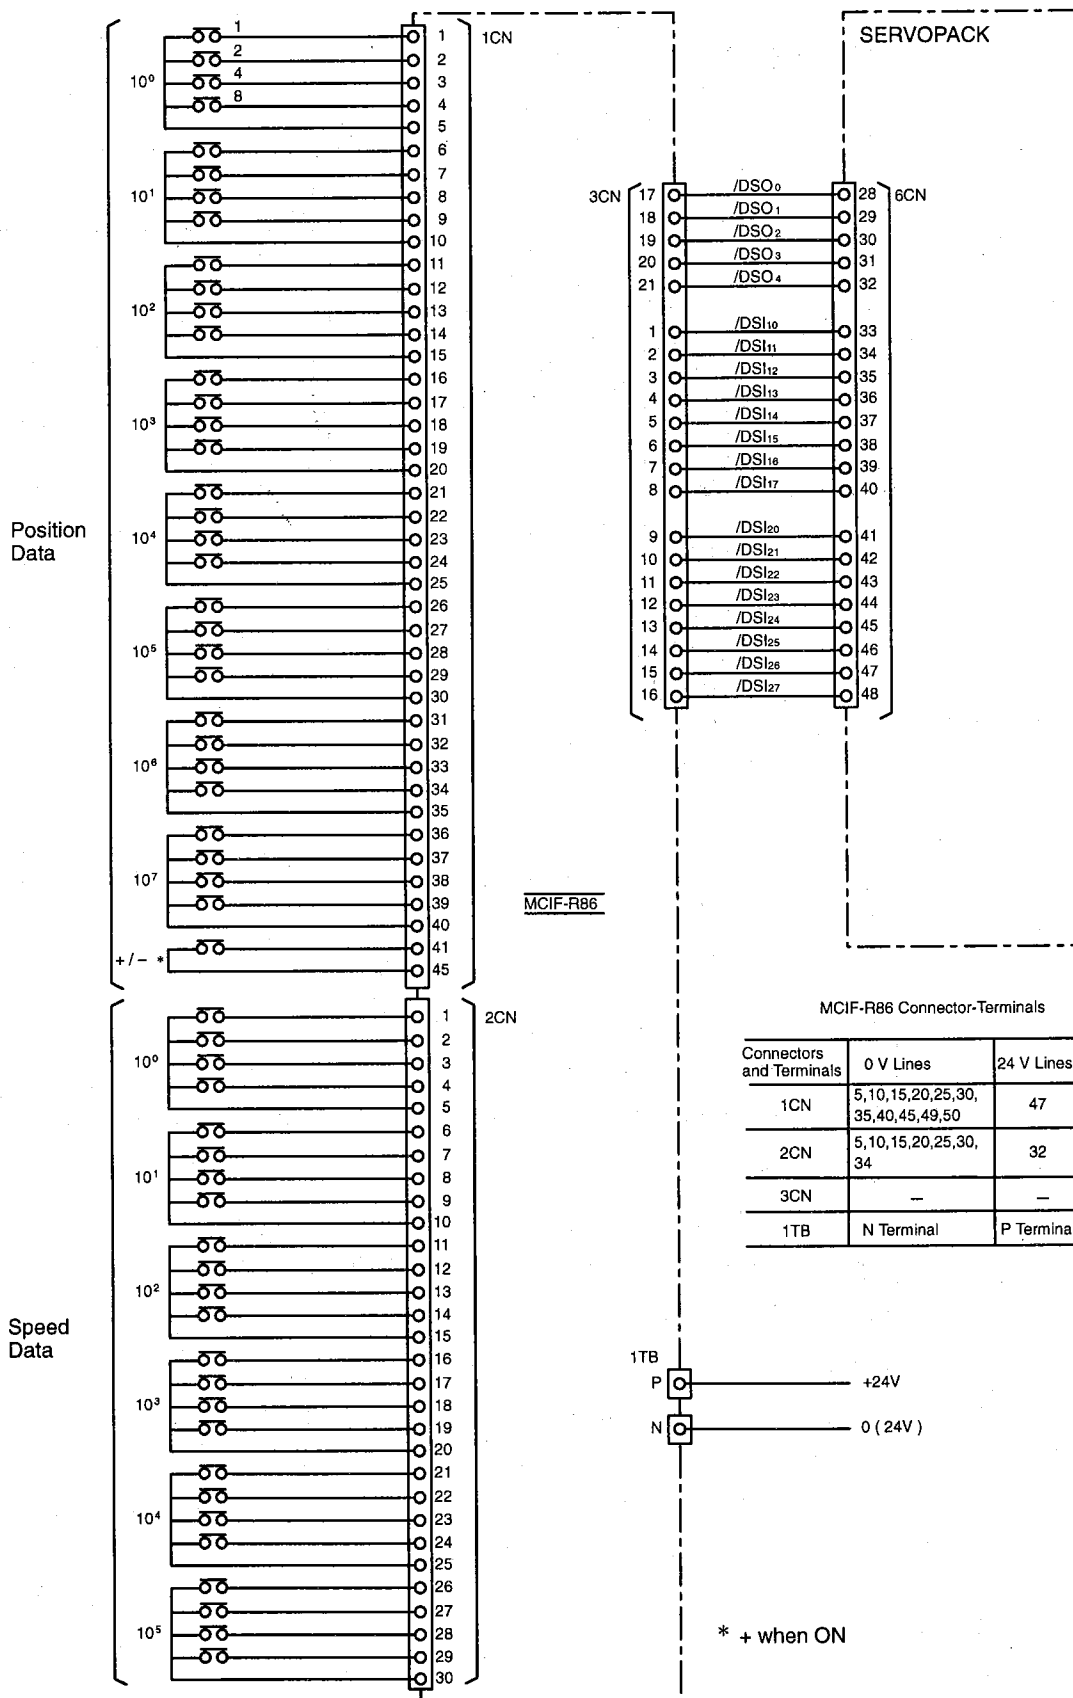 1 1 1CN
2 2
10⁰ 4 3
8 4
5
6
7
10¹ 8
9
10
11
12
10² 13
14
15
16
17
10³ 18
19
20
21
22
Position
Data
10⁴ 23
24
25
26
27
10⁵ 28
29
30
31
32
10⁶ 33
34
35
36
37
10⁷ 38
39
40
41
+/− * 45
MCIF-R86
SERVOPACK
3CN 17 /DSO₀ 28 6CN
18 /DSO₁ 29
19 /DSO₂ 30
20 /DSO₃ 31
21 /DSO₄ 32
1 /DSI₁₀ 33
2 /DSI₁₁ 34
3 /DSI₁₂ 35
4 /DSI₁₃ 36
5 /DSI₁₄ 37
6 /DSI₁₅ 38
7 /DSI₁₆ 39
8 /DSI₁₇ 40
9 /DSI₂₀ 41
10 /DSI₂₁ 42
11 /DSI₂₂ 43
12 /DSI₂₃ 44
13 /DSI₂₄ 45
14 /DSI₂₅ 46
15 /DSI₂₆ 47
16 /DSI₂₇ 48
1 2CN
2
10⁰ 3
4
5
6
7
10¹ 8
9
10
11
12
10² 13
14
15
Speed
Data
16
17
10³ 18
19
20
21
22
10⁴ 23
24
25
26
27
10⁵ 28
29
30
MCIF-R86 Connector-Terminals
Connectors
and Terminals 0 V Lines 24 V Lines
1CN 5,10,15,20,25,30,
35,40,45,49,50 47
2CN 5,10,15,20,25,30,
34 32
3CN – –
1TB N Terminal P Termina
1TB
P +24V
N 0 ( 24V )
* + when ON